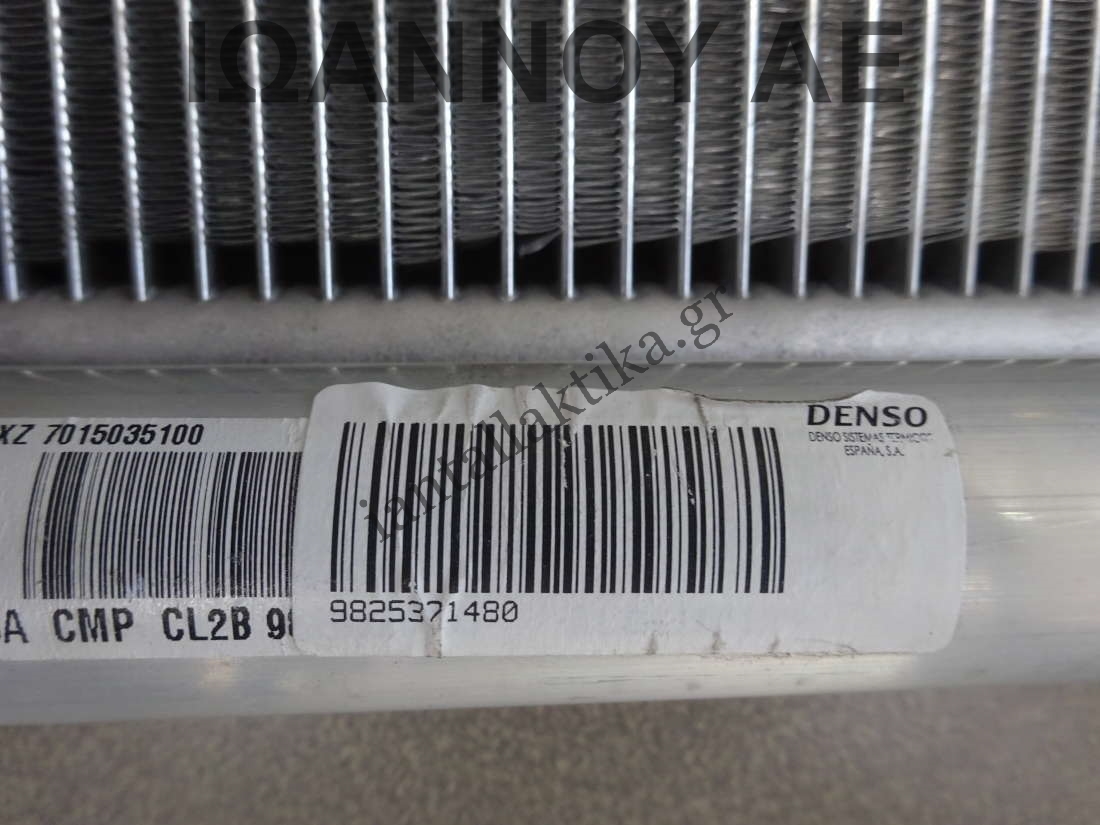 ΙΩΑΝΝΟΥ ΑΕ
iantallaktika.gr
XZ 7015035100
DENSO
DENSO SISTEMAS TERMICOS
ESPAÑA, S.A.
9825371480
CMP CL2B